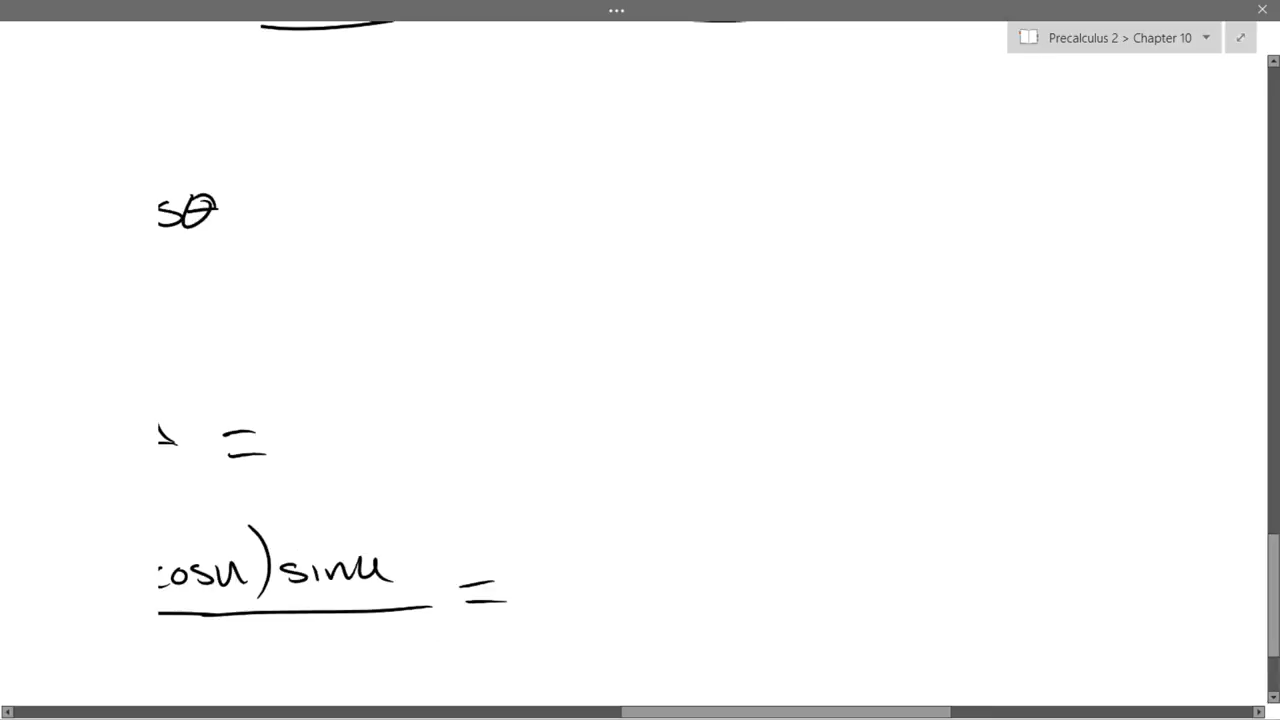 Precalculus 2 > Chapter 10
sθ
=
cosu) sinu =